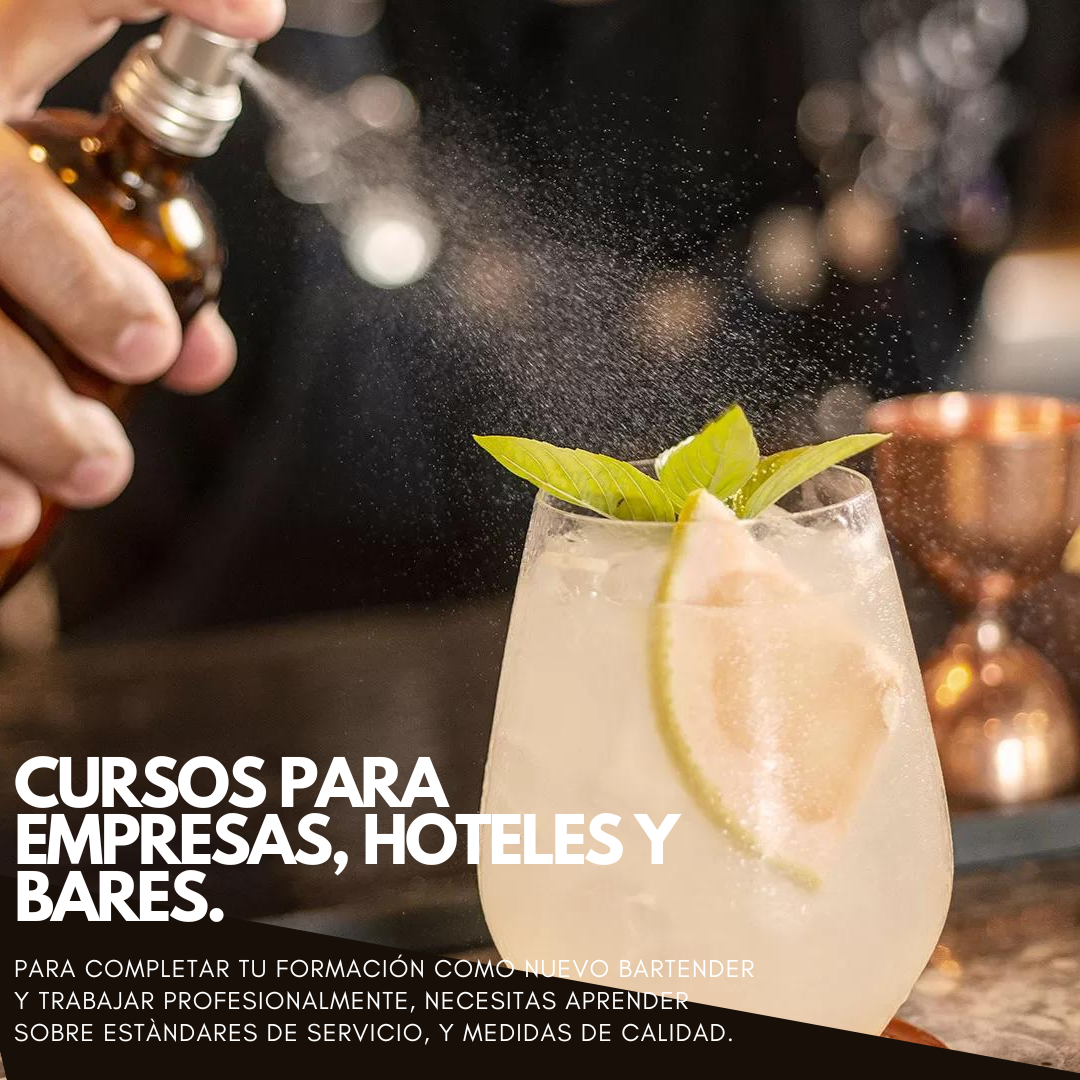 CURSOS PARA
EMPRESAS, HOTELES Y
BARES.
PARA COMPLETAR TU FORMACIÓN COMO NUEVO BARTENDER
Y TRABAJAR PROFESIONALMENTE, NECESITAS APRENDER
SOBRE ESTÀNDARES DE SERVICIO, Y MEDIDAS DE CALIDAD.